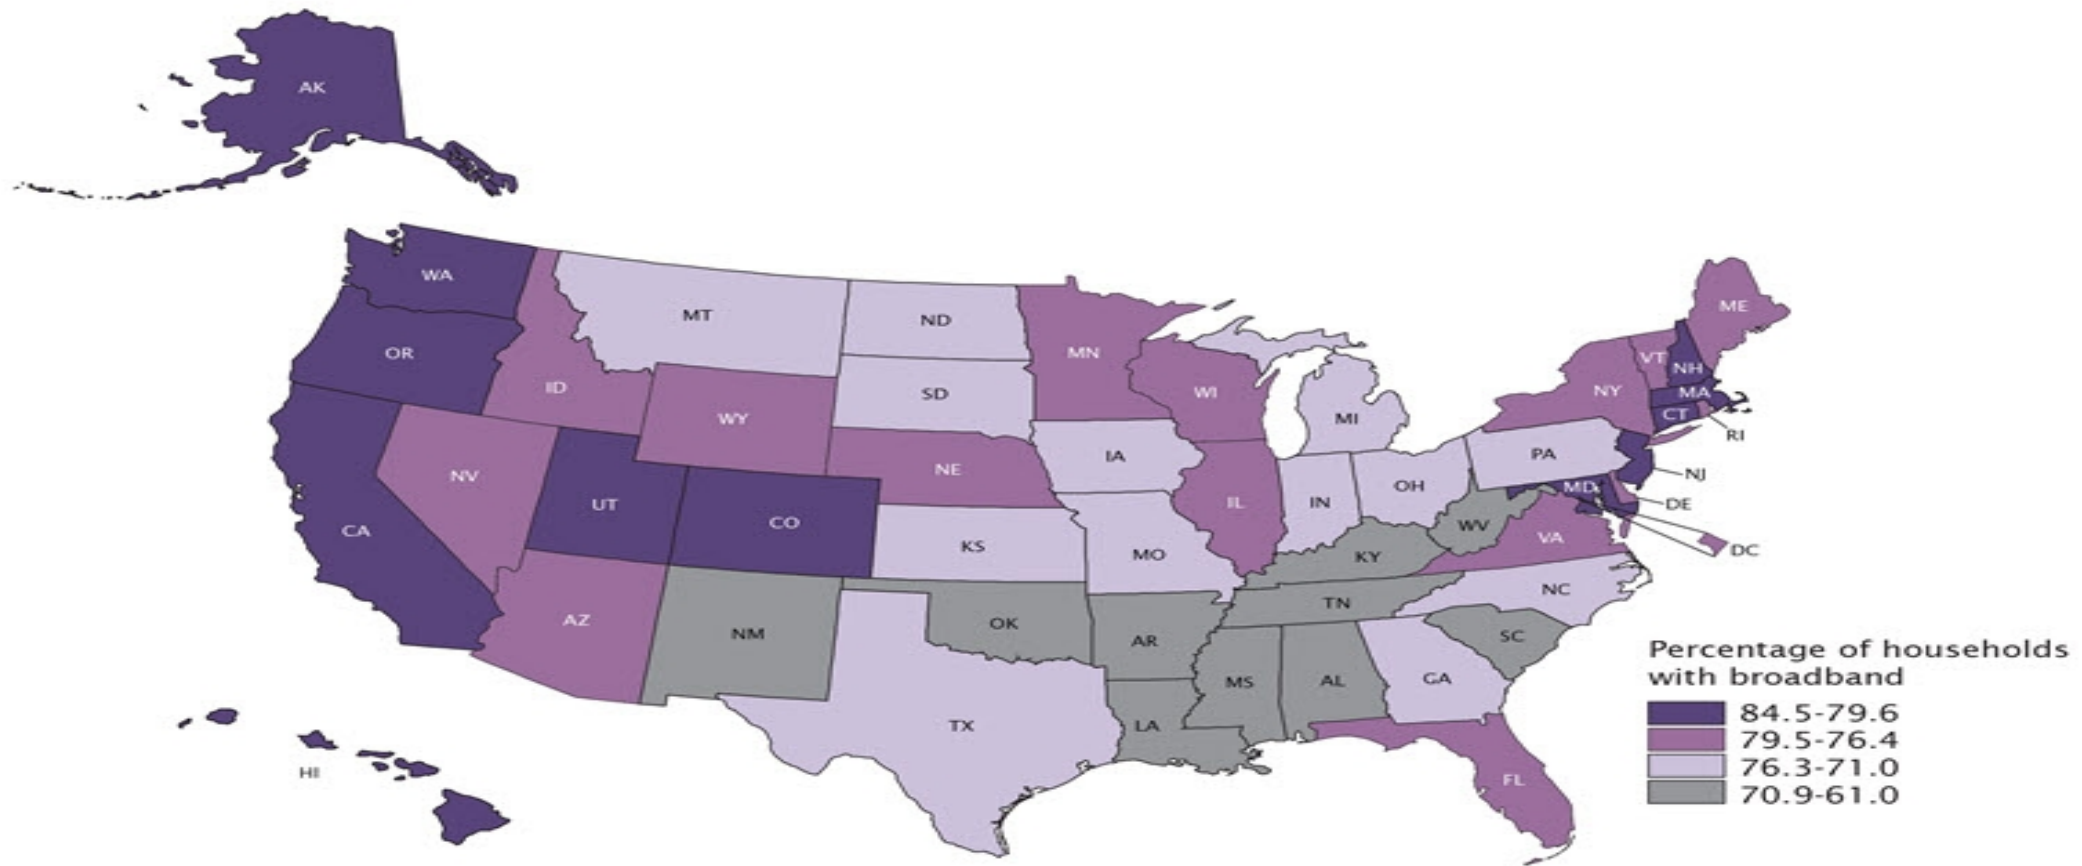 AK
WA
MT
ND
MN
ME
OR
ID
WY
SD
WI
MI
NY
VT
NH
MA
CT
RI
NV
UT
CO
NE
IA
IL
IN
OH
PA
NJ
CA
KS
MO
KY
WV
MD
DE
VA
DC
AZ
NM
OK
AR
TN
NC
SC
MS
AL
GA
TX
LA
FL
HI
Percentage of households
with broadband
84.5-79.6
79.5-76.4
76.3-71.0
70.9-61.0